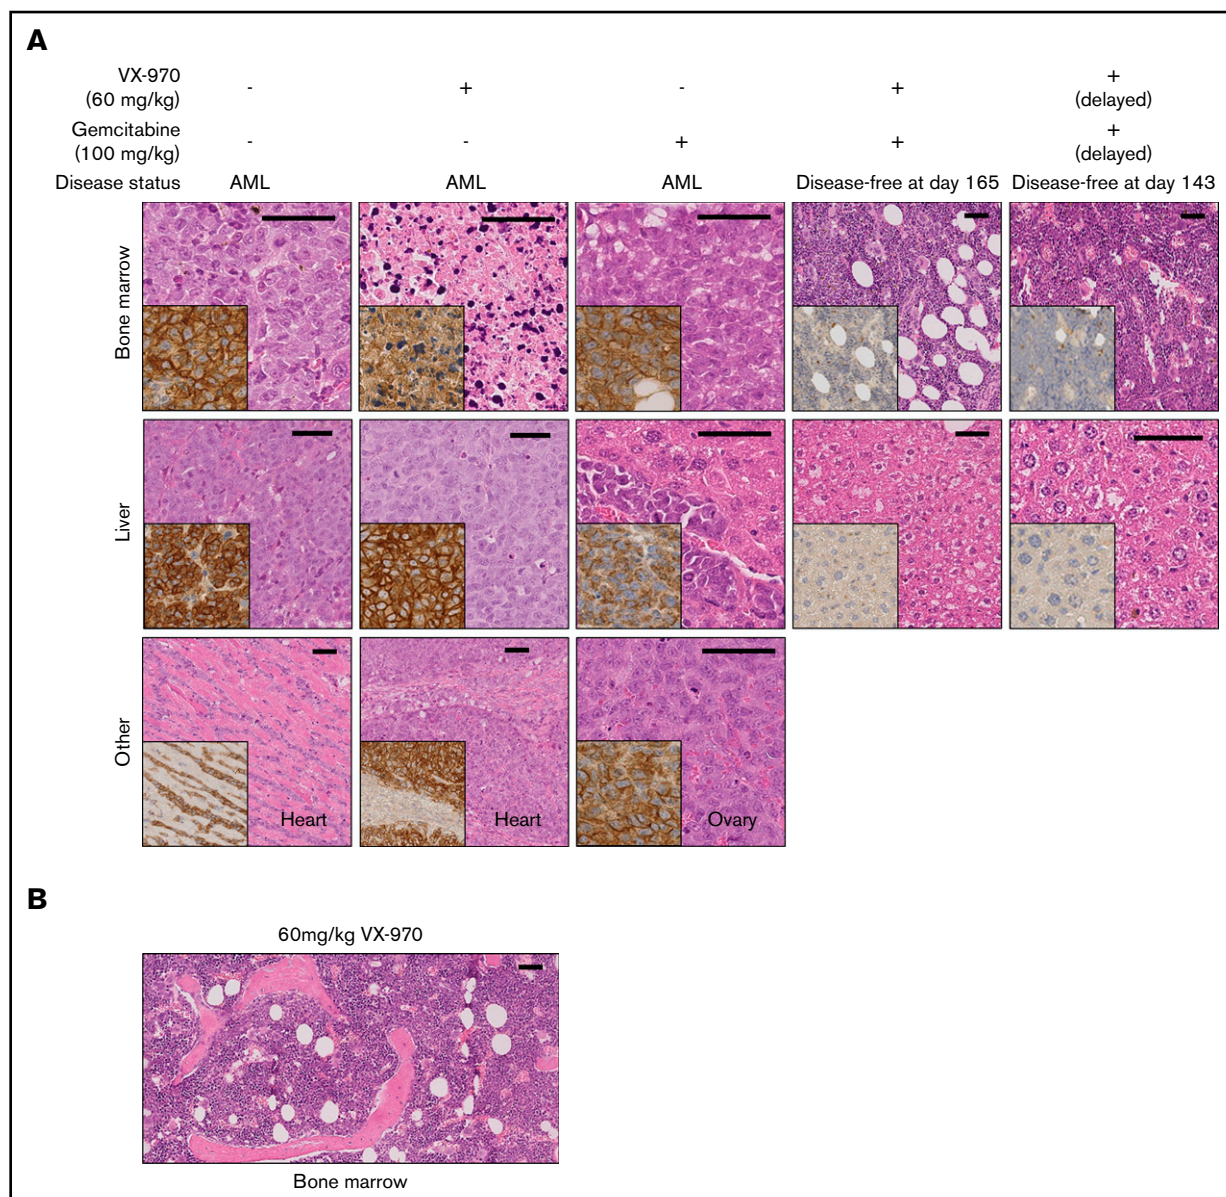 A
VX-970
(60 mg/kg)
- + - + +
(delayed)
Gemcitabine
(100 mg/kg)
- - + + +
(delayed)
Disease status AML AML AML Disease-free at day 165 Disease-free at day 143
Bone marrow
Liver
Other
Heart Heart Ovary
B
60mg/kg VX-970
Bone marrow